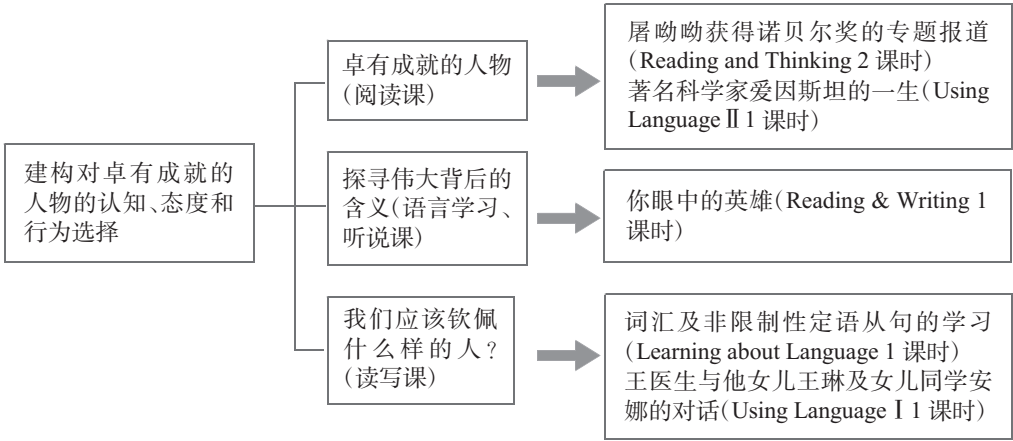 建构对卓有成就的
人物的认知、态度和
行为选择
卓有成就的人物
(阅读课)
屠呦呦获得诺贝尔奖的专题报道
(Reading and Thinking 2 课时)
著名科学家爱因斯坦的一生(Using
Language Ⅱ 1 课时)
探寻伟大背后的
含义(语言学习、
听说课)
你眼中的英雄(Reading & Writing 1
课时)
我们应该钦佩
什么样的人?
(读写课)
词汇及非限制性定语从句的学习
(Learning about Language 1 课时)
王医生与他女儿王琳及女儿同学安
娜的对话(Using Language Ⅰ 1 课时)